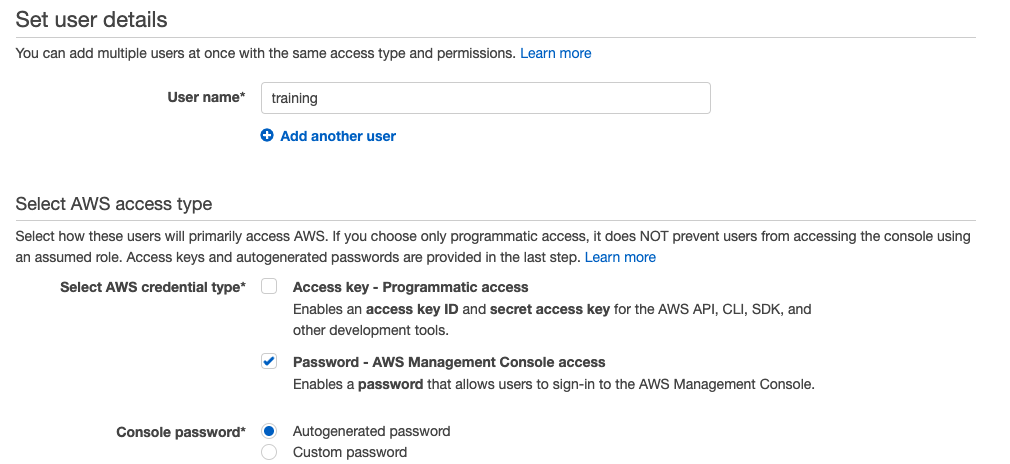 Set user details
You can add multiple users at once with the same access type and permissions. Learn more
User name* training
Add another user
Select AWS access type
Select how these users will primarily access AWS. If you choose only programmatic access, it does NOT prevent users from accessing the console using
an assumed role. Access keys and autogenerated passwords are provided in the last step. Learn more
Select AWS credential type* Access key - Programmatic access
Enables an access key ID and secret access key for the AWS API, CLI, SDK, and
other development tools.
Password - AWS Management Console access
Enables a password that allows users to sign-in to the AWS Management Console.
Console password* Autogenerated password
Custom password